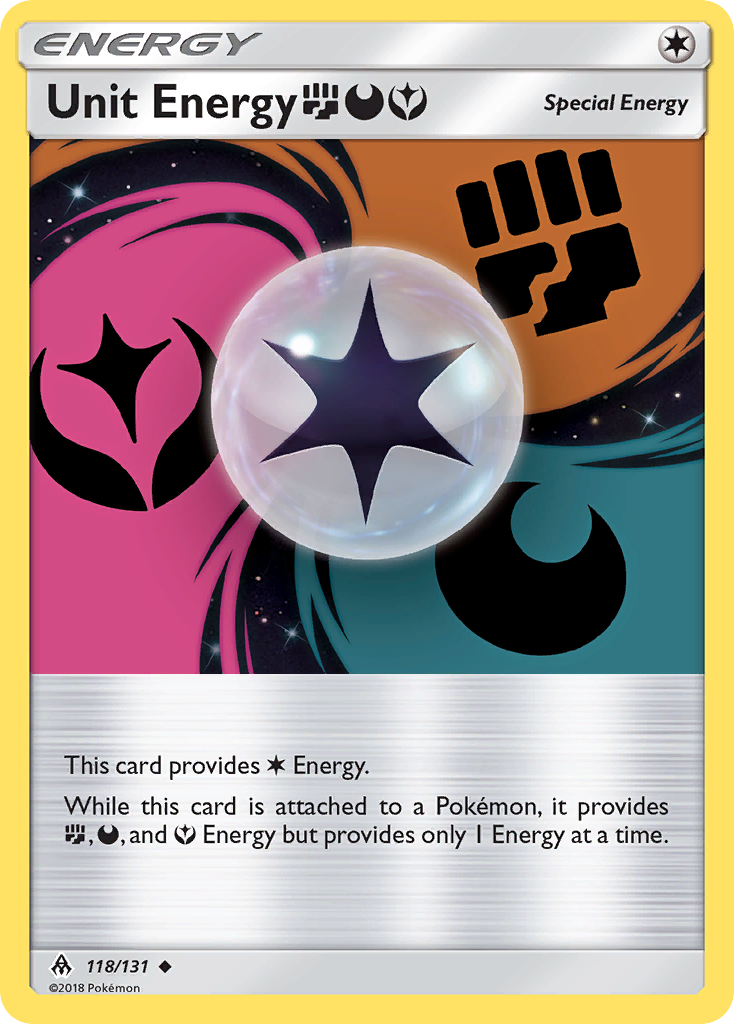 ENERGY
Unit Energy
Special Energy
This card provides Energy.
While this card is attached to a Pokémon, it provides
, , and Energy but provides only 1 Energy at a time.
118/131
©2018 Pokémon